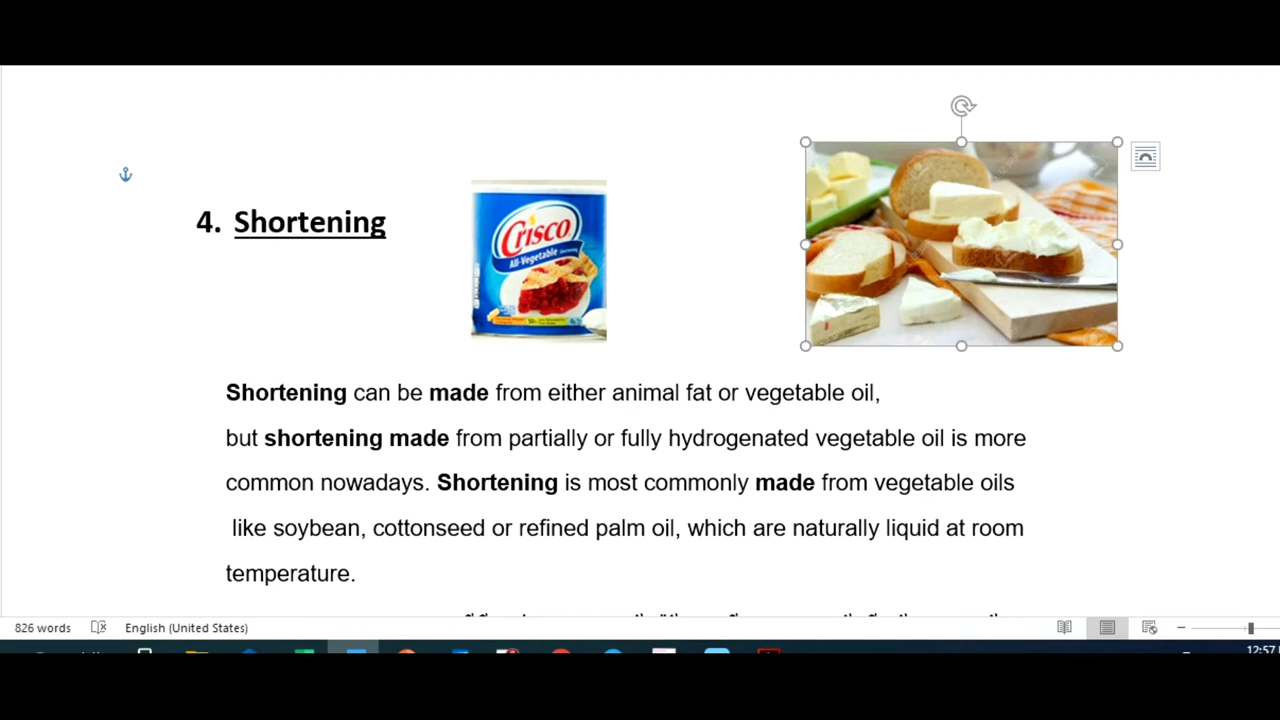 4. Shortening
Crisco
All-Vegetable
Shortening can be made from either animal fat or vegetable oil,
but shortening made from partially or fully hydrogenated vegetable oil is more
common nowadays. Shortening is most commonly made from vegetable oils
like soybean, cottonseed or refined palm oil, which are naturally liquid at room
temperature.
826 words
English (United States)
12:57